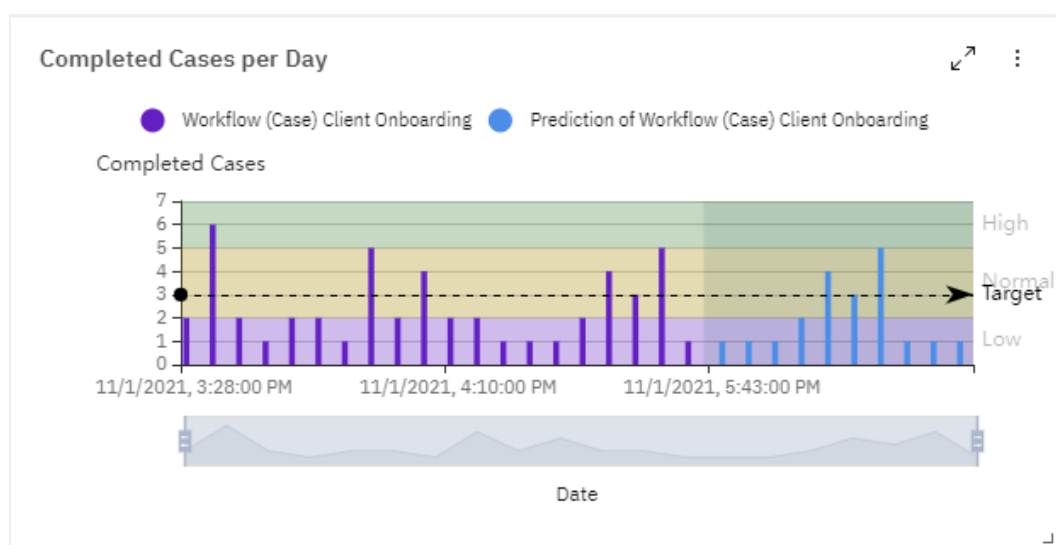 Completed Cases per Day
Workflow (Case) Client Onboarding
Prediction of Workflow (Case) Client Onboarding
Completed Cases
7
6
5
4
3
2
1
0
High
Normal
Target
Low
11/1/2021, 3:28:00 PM
11/1/2021, 4:10:00 PM
11/1/2021, 5:43:00 PM
Date